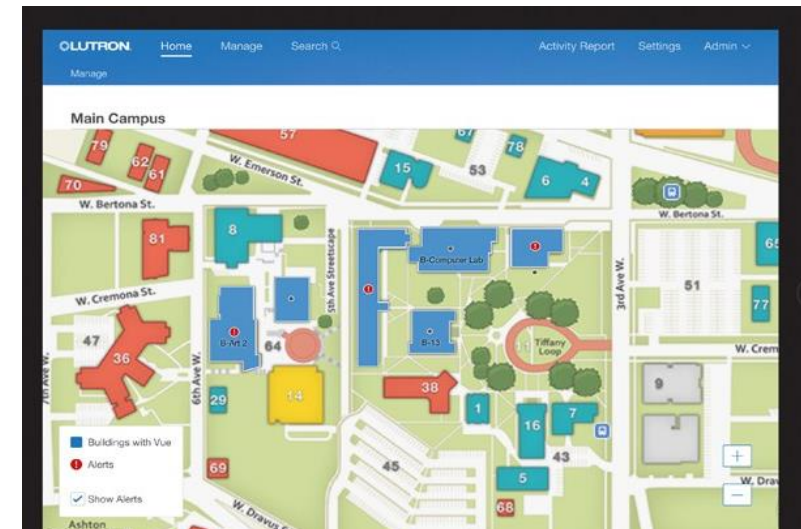 LUTRON.
Home
Manage
Search
Activity Report
Settings
Admin
Manage
Main Campus
57
67
79
78
62
61
W. Emerson St.
15
53
6
4
70
W. Bertona St.
W. Bertona St.
8
81
5th Ave Streetscape
B-Computer Lab
65
3rd Ave W.
51
W. Cremona St.
77
47
B-Art 2
64
B-13
Tiffany
Loop
W. Crem
36
7th Ave W.
6th Ave W.
29
14
38
9
1
16
7
43
Buildings with Vue
Alerts
Show Alerts
69
45
5
68
W. Dravus
W. Drav
Ashton